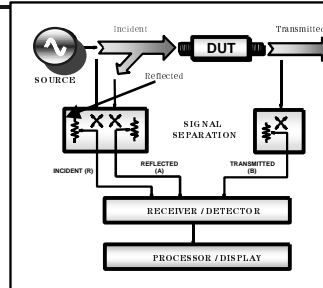 Incident
Transmitted
DUT
SOURCE
Reflected
SIGNAL
SEPARATION
INCIDENT (R)
REFLECTED
(A)
TRANSMITTED
(B)
RECEIVER / DETECTOR
PROCESSOR / DISPLAY